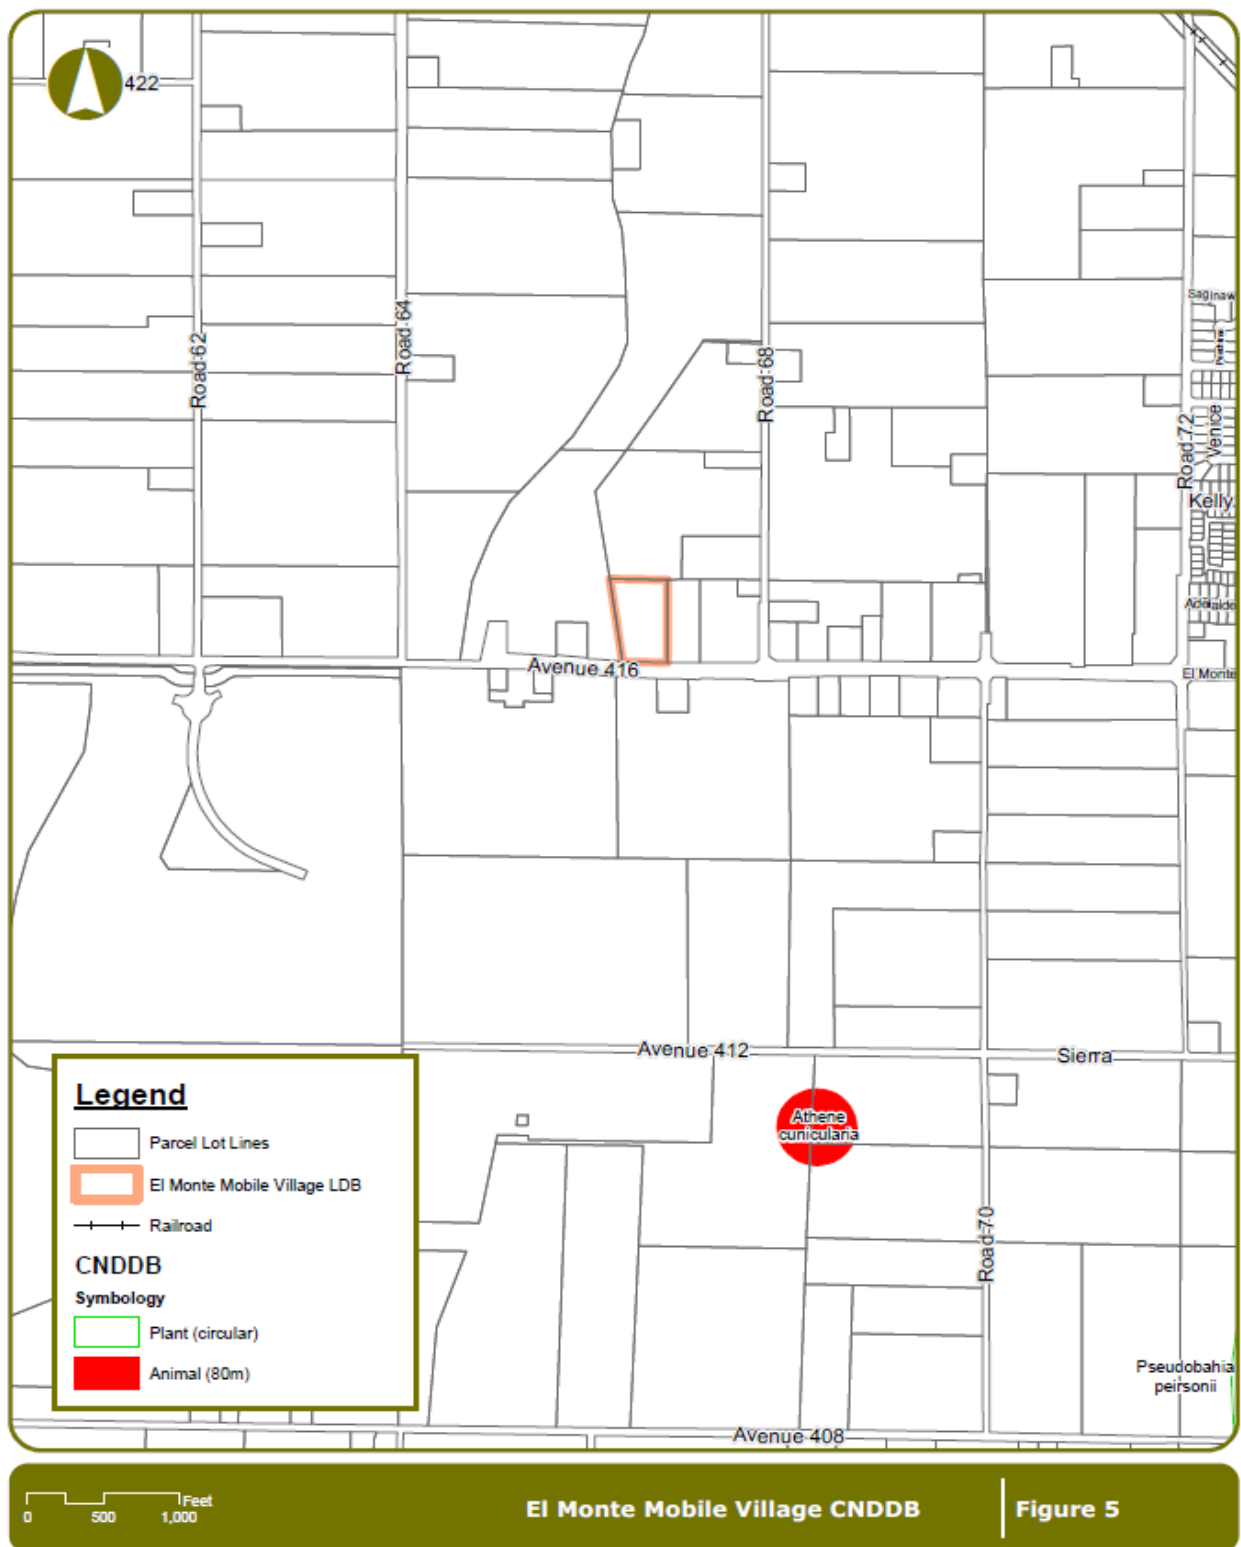 422
Saginaw
Road 64
Road 62
Road 68
Venice
Road 72
Kelly
Adelaide
Avenue 416
El Monte
Avenue 412
Sierra
Legend
Parcel Lot Lines
El Monte Mobile Village LDB
Railroad
CNDDB
Symbology
Plant (circular)
Animal (80m)
Athene
cunicularia
Road 70
Pseudobahia
peirsonii
Avenue 408
Feet
0 500 1,000
El Monte Mobile Village CNDDB
Figure 5